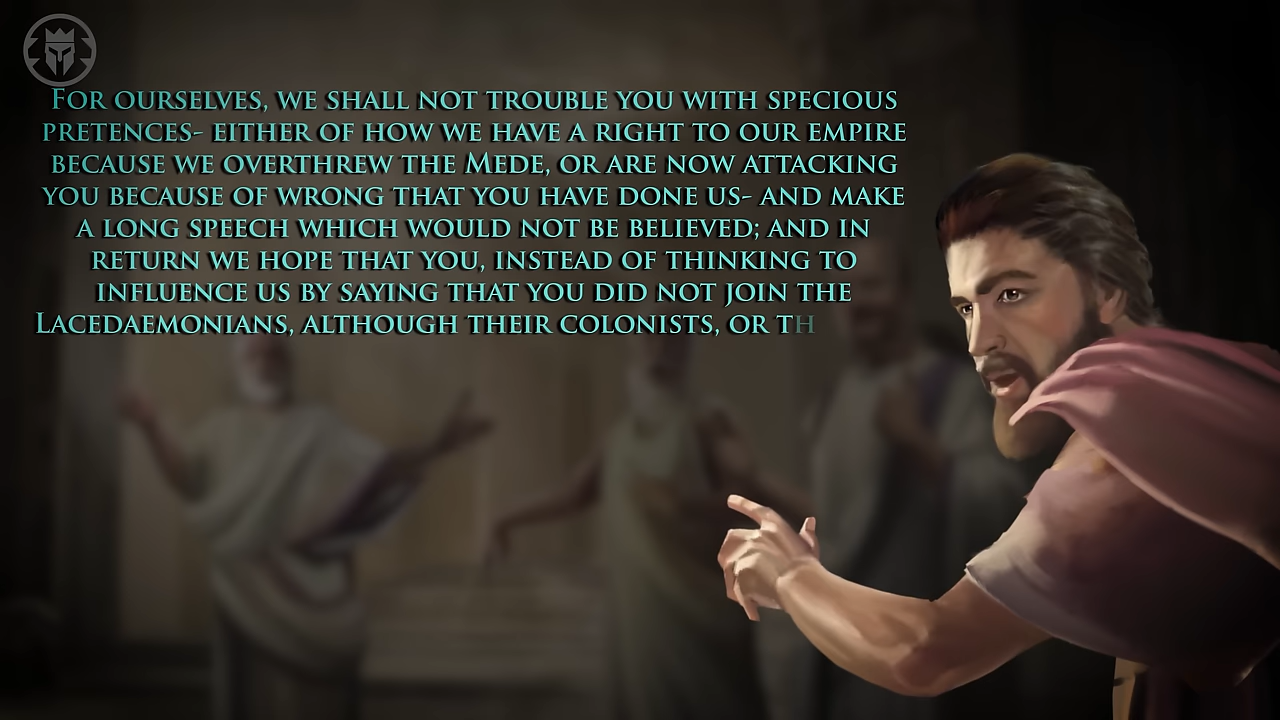 For ourselves, we shall not trouble you with specious
pretences- either of how we have a right to our empire
because we overthrew the Mede, or are now attacking
you because of wrong that you have done us- and make
a long speech which would not be believed; and in
return we hope that you, instead of thinking to
influence us by saying that you did not join the
Lacedaemonians, although their colonists, or th